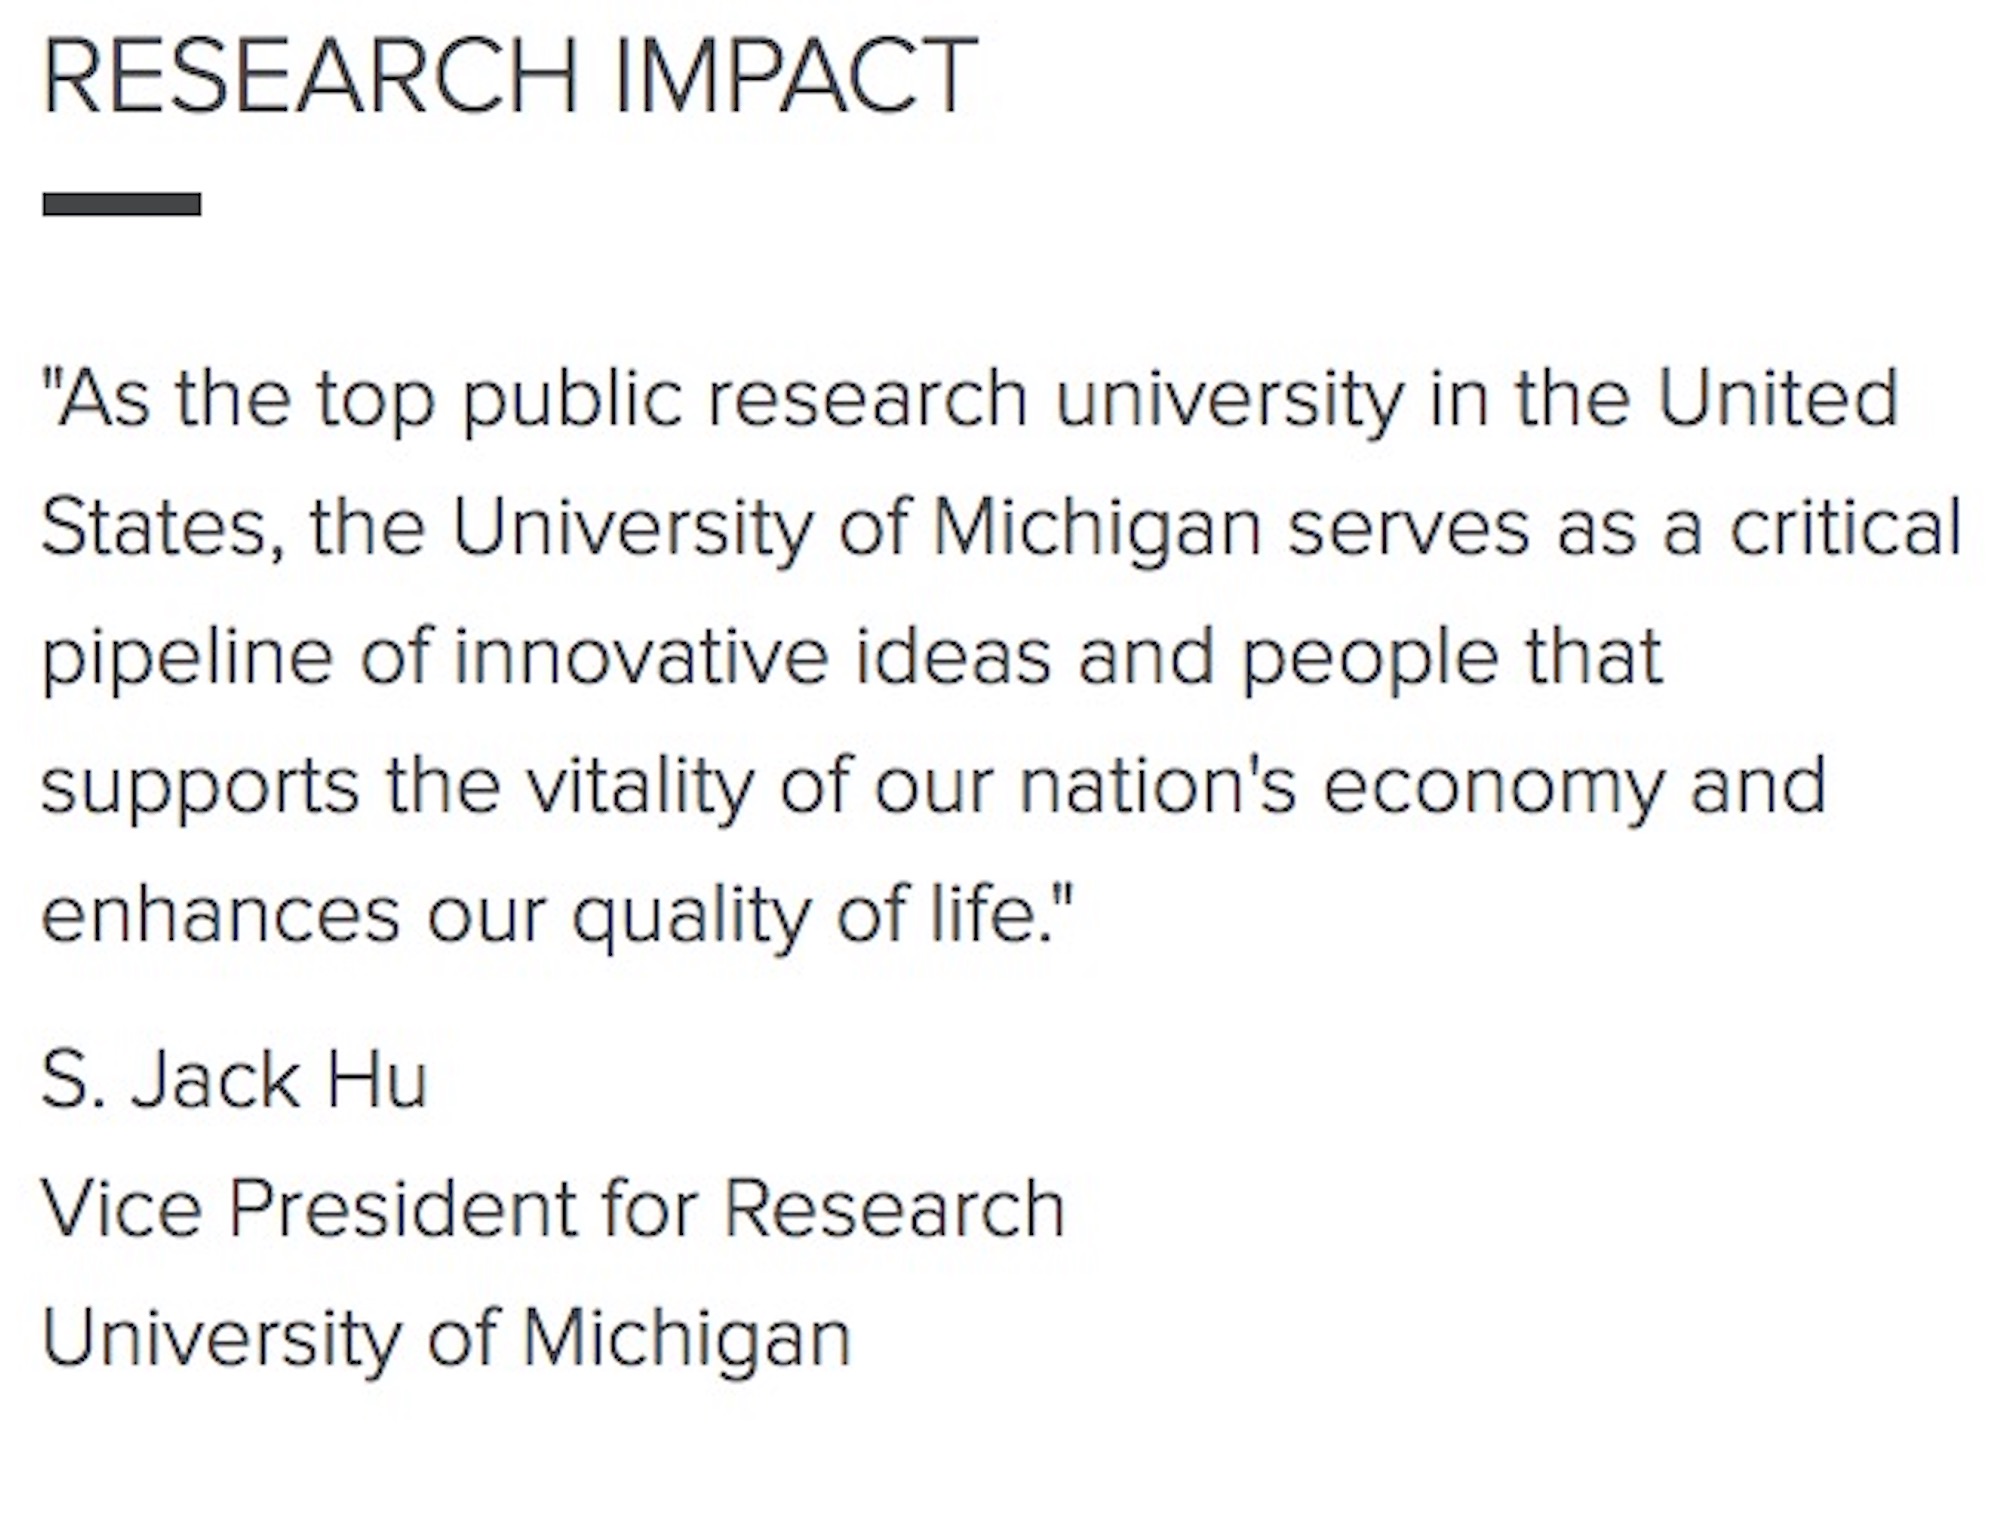 RESEARCH IMPACT
"As the top public research university in the United
States, the University of Michigan serves as a critical
pipeline of innovative ideas and people that
supports the vitality of our nation's economy and
enhances our quality of life."
S. Jack Hu
Vice President for Research
University of Michigan